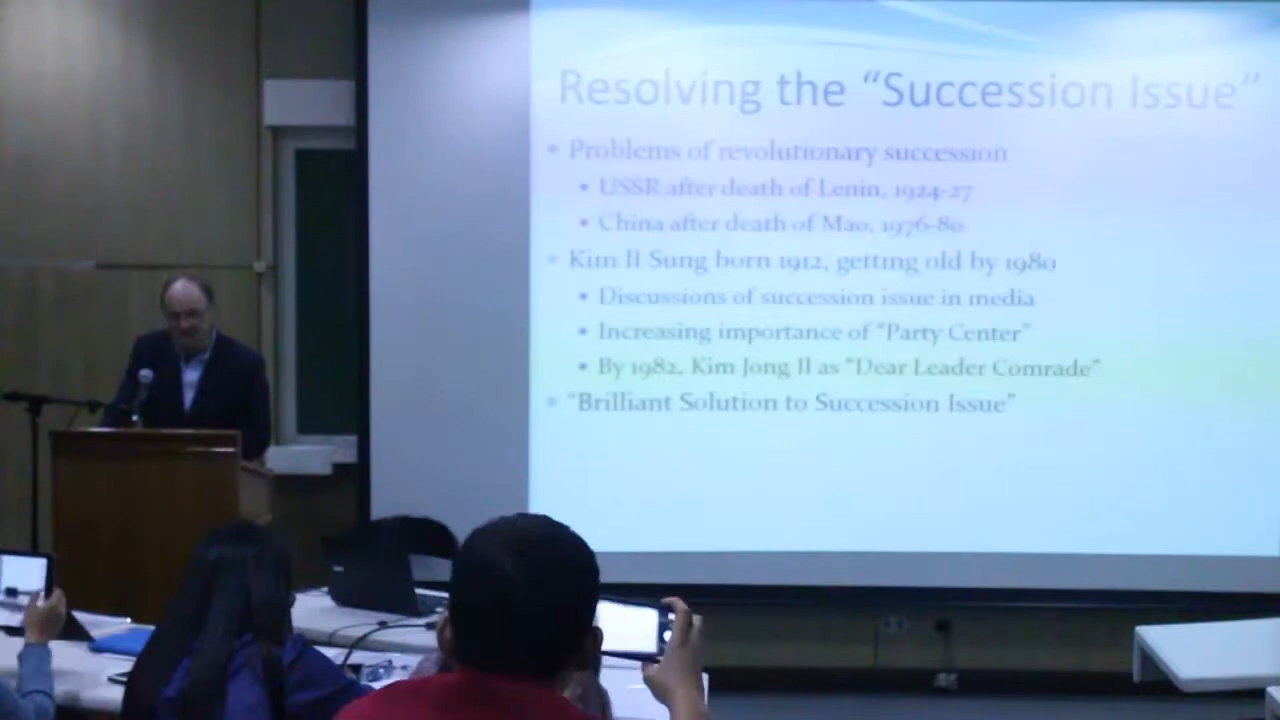 Resolving the “Succession Issue”
• Problems of revolutionary succession
• USSR after death of Lenin, 1924-27
• China after death of Mao, 1976-80
• Kim Il Sung born 1912, getting old by 1980
• Discussions of succession issue in media
• Increasing importance of “Party Center”
• By 1982, Kim Jong Il as “Dear Leader Comrade”
• “Brilliant Solution to Succession Issue”